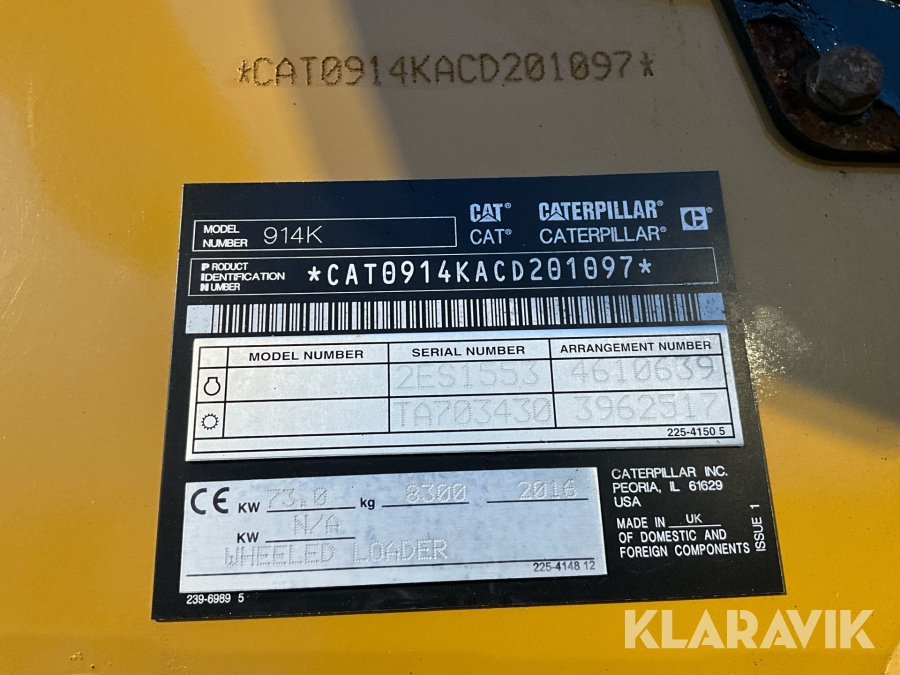 *CAT0914KACD201097*
MODEL NUMBER 914K
CAT® CATERPILLAR® CE®
CAT® CATERPILLAR®
PRODUCT IDENTIFICATION NUMBER *CAT0914KACD201097*
MODEL NUMBER SERIAL NUMBER ARRANGEMENT NUMBER
2ES1553 4610639
TA703430 3962517
225-4150 5
CE KW 73.0 kg 8300 2016
KW N/A
WHEELED LOADER
225-4148 12
CATERPILLAR INC.
PEORIA, IL 61629
USA
MADE IN UK
OF DOMESTIC AND
FOREIGN COMPONENTS
ISSUE 1
239-6989 5
KLARAVIK